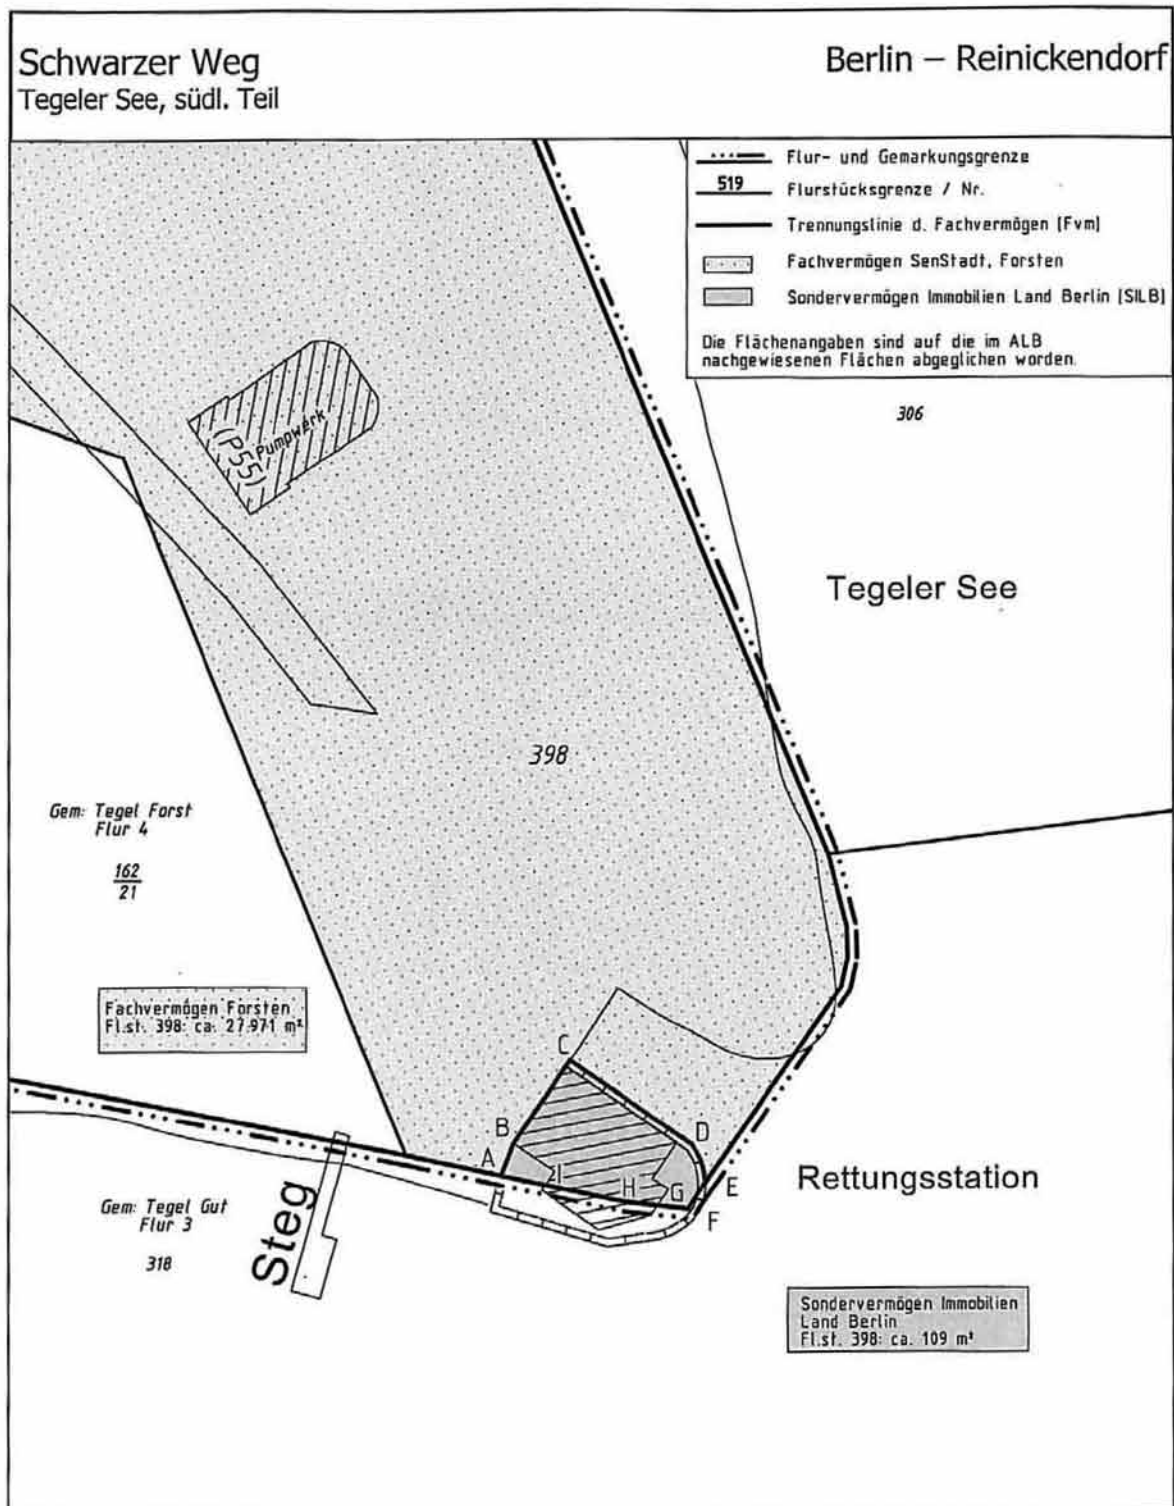 Schwarzer Weg
Tegeler See, südl. Teil
Berlin – Reinickendorf
Flur- und Gemarkungsgrenze
519
Flurstücksgrenze / Nr.
Trennungslinie d. Fachvermögen (Fvm)
Fachvermögen SenStadt, Forsten
Sondervermögen Immobilien Land Berlin (SILB)
Die Flächenangaben sind auf die im ALB
nachgewiesenen Flächen abgeglichen worden.
306
(P55)
Pumpwerk
Tegeler See
398
Gem: Tegel Forst
Flur 4
162
21
Fachvermögen Forsten
Fl.st. 398: ca. 27.971 m²
C
B
D
A
I
H
G
E
F
Rettungsstation
Gem: Tegel Gut
Flur 3
318
Steg
Sondervermögen Immobilien
Land Berlin
Fl.st. 398: ca. 109 m²